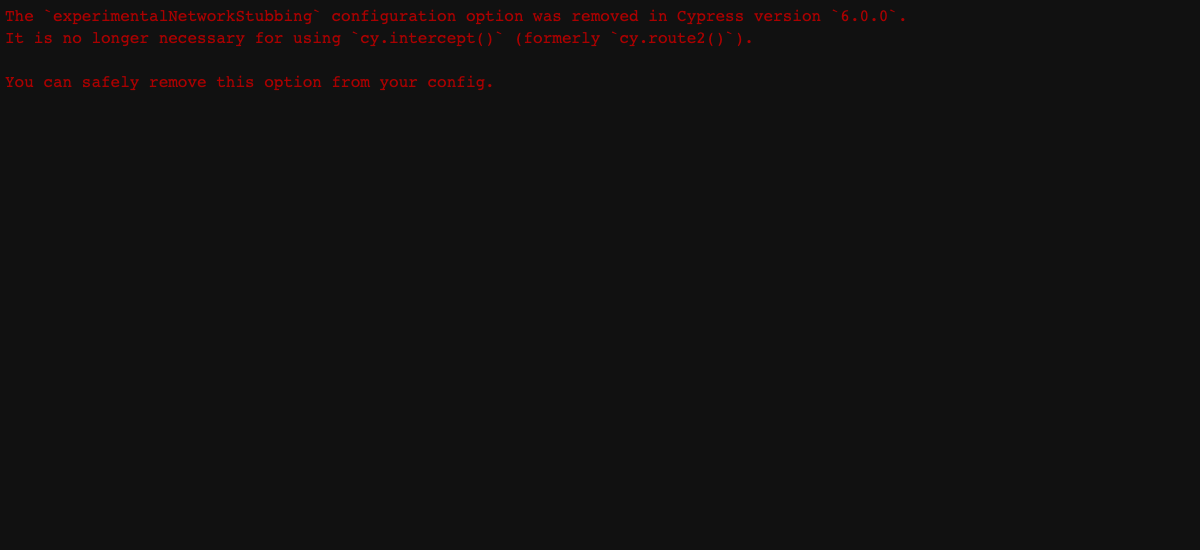 The `experimentalNetworkStubbing` configuration option was removed in Cypress version `6.0.0`.
It is no longer necessary for using `cy.intercept()` (formerly `cy.route2()`).
You can safely remove this option from your config.